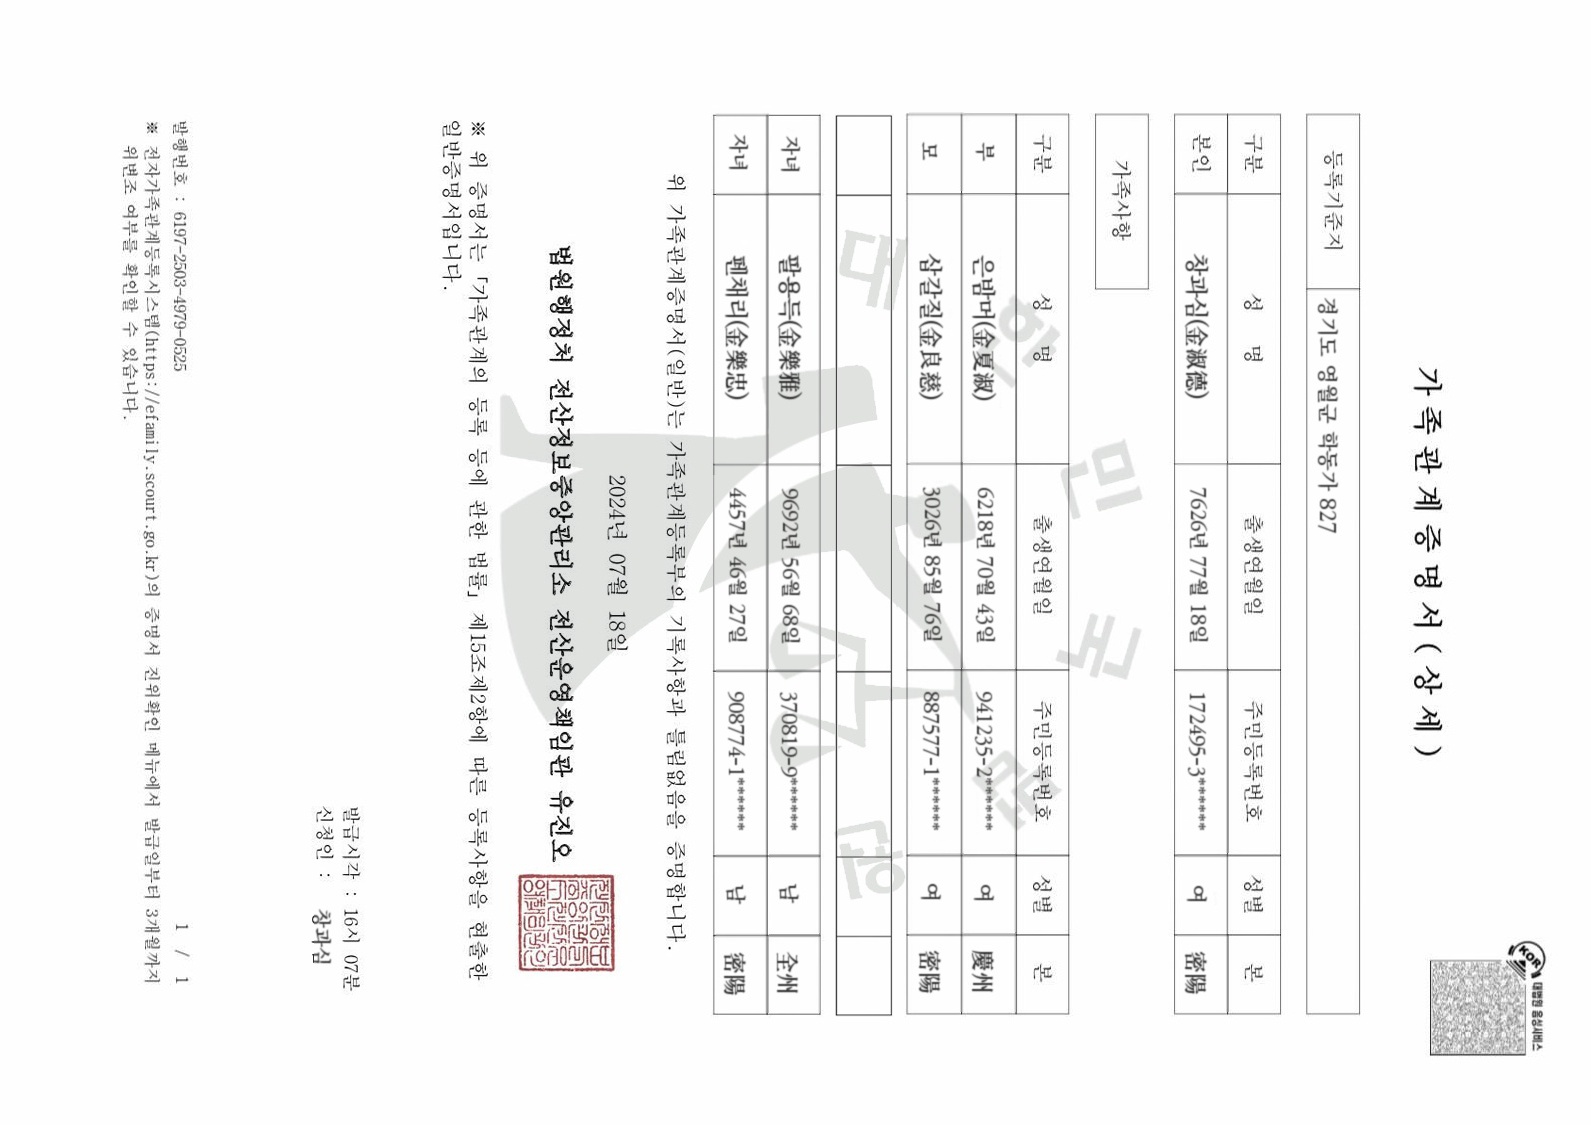 가족관계증명서(상세)
대법원 음성서비스
KOR
등록기준지 경기도 영월군 학동가 827
구분 성 명 출생연월일 주민등록번호 성별 본
본인 창과심(金淑德) 7626년 77월 18일 172495-3****** 여 密陽
가족사항
구분 성 명 출생연월일 주민등록번호 성별 본
부 은밤머(金夏淑) 6218년 70월 43일 941235-2****** 여 慶州
모 삼갈질(金良慈) 3026년 85월 76일 887577-1****** 여 密陽
자녀 팔용득(金樂雅) 9692년 56월 68일 370819-9****** 남 全州
자녀 펜채리(金樂忠) 4457년 46월 27일 908774-1****** 남 密陽
대한민국법원
위 가족관계증명서(일반)는 가족관계등록부의 기록사항과 틀림없음을 증명합니다.
2024년 07월 18일
법원행정처 전산정보중앙관리소 전산운영책임관 유진오
※ 위 증명서는 「가족관계의 등록 등에 관한 법률」 제15조제2항에 따른 등록사항을 현출한
일반증명서입니다.
발급시각 : 16시 07분
신청인 : 창과심
발행번호 : 6197-2503-4979-0525
1 / 1
※ 전자가족관계등록시스템(https://efamily.scourt.go.kr)의 증명서 진위확인 메뉴에서 발급일부터 3개월까지
위변조 여부를 확인할 수 있습니다.